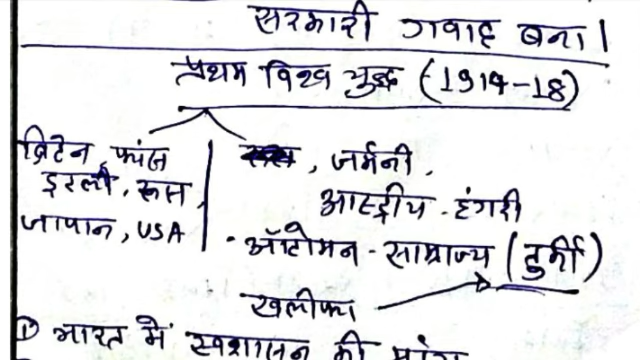 सरकारी गवाह बना।
प्रथम विश्व युद्ध (1914-18)
ब्रिटेन, फ्रांस
इटली, रूस,
जापान, USA
, जर्मनी,
आस्ट्रीय - हंगरी
ऑटोमन - साम्राज्य (तुर्की)
खलीफा
① भारत में स्वशासन की मांग